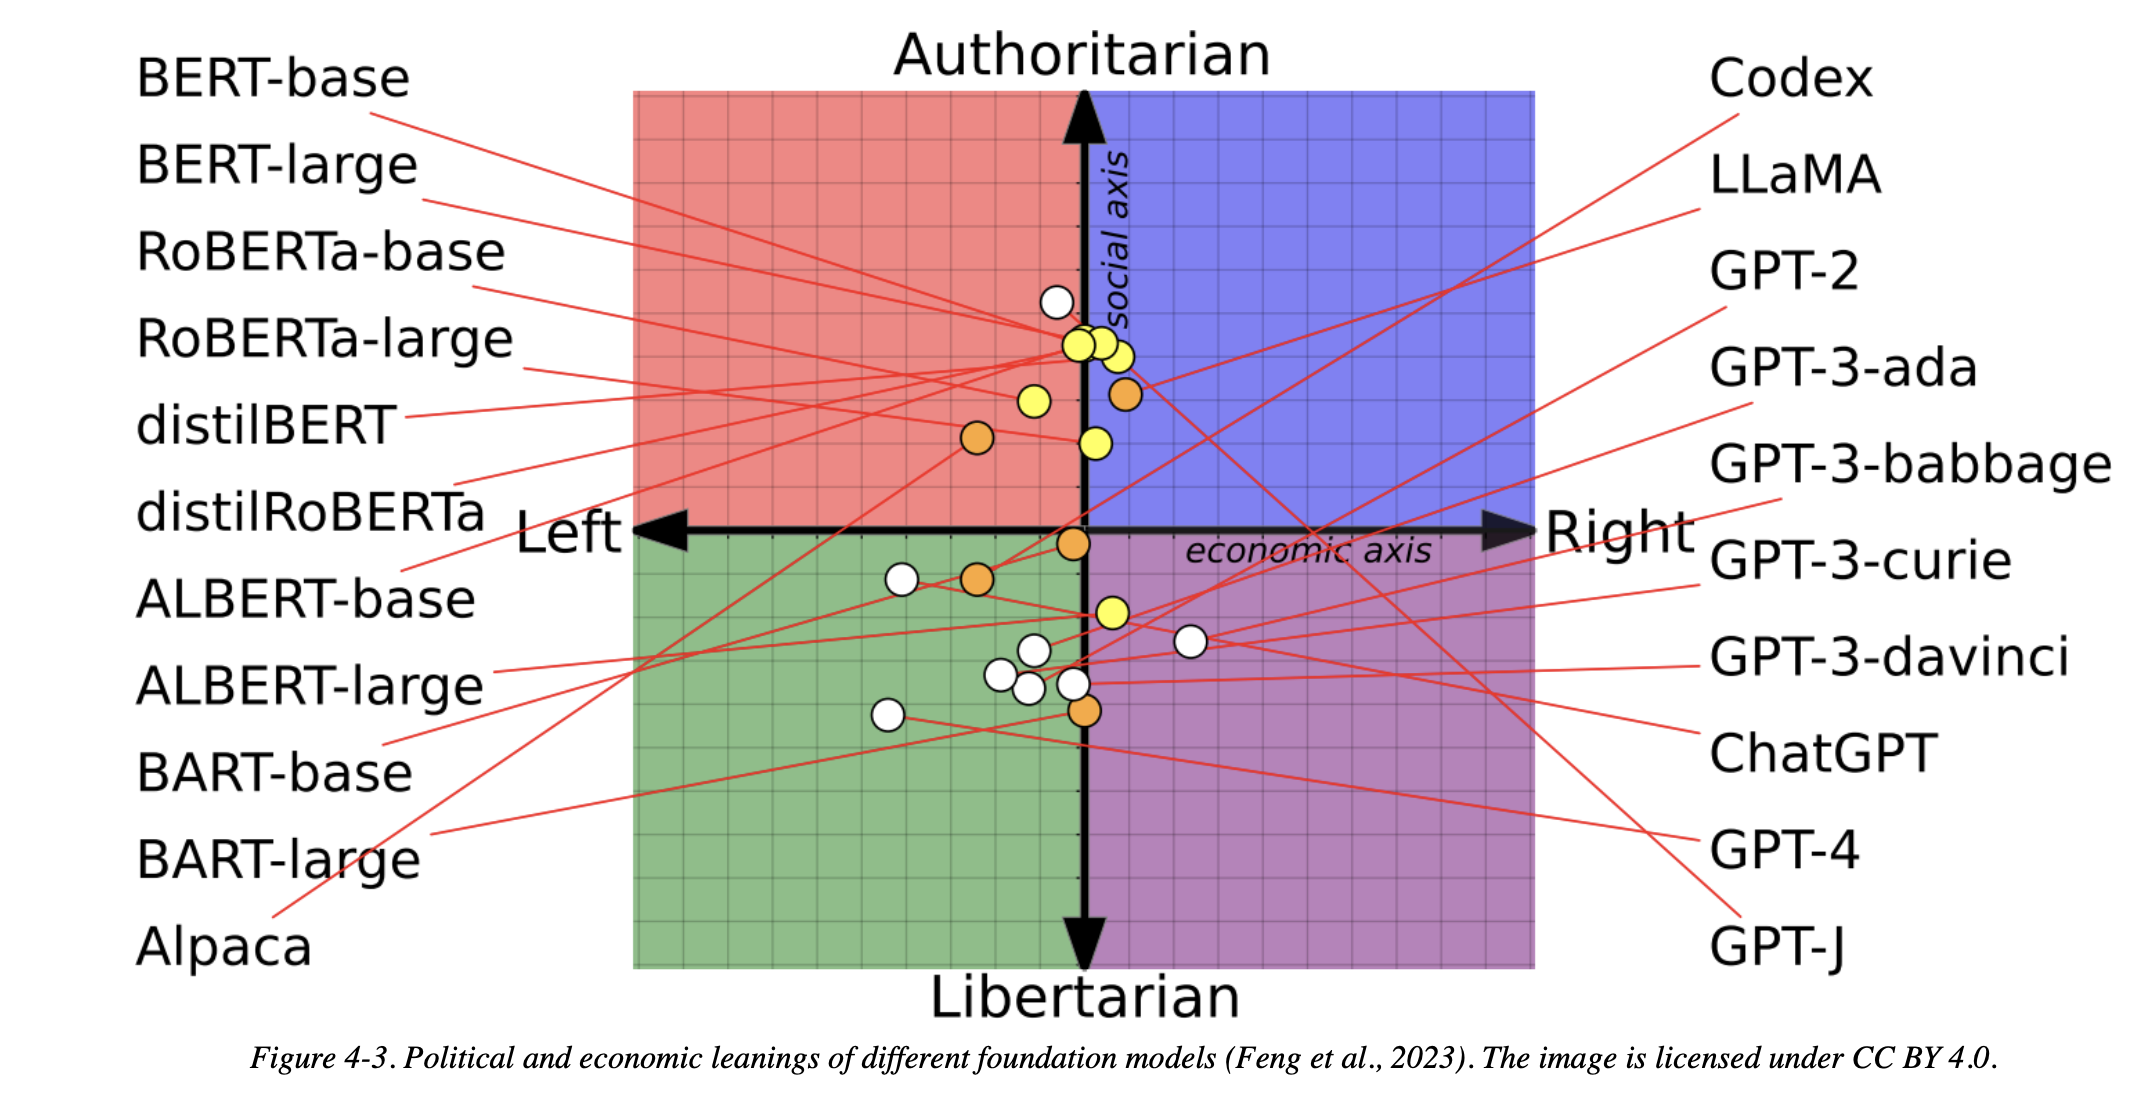 Authoritarian
BERT-base
BERT-large
RoBERTa-base
RoBERTa-large
distilBERT
distilRoBERTa
ALBERT-base
ALBERT-large
BART-base
BART-large
Alpaca
Left
social axis
economic axis
Right
Codex
LLaMA
GPT-2
GPT-3-ada
GPT-3-babbage
GPT-3-curie
GPT-3-davinci
ChatGPT
GPT-4
GPT-J
Libertarian
Figure 4-3. Political and economic leanings of different foundation models (Feng et al., 2023). The image is licensed under CC BY 4.0.